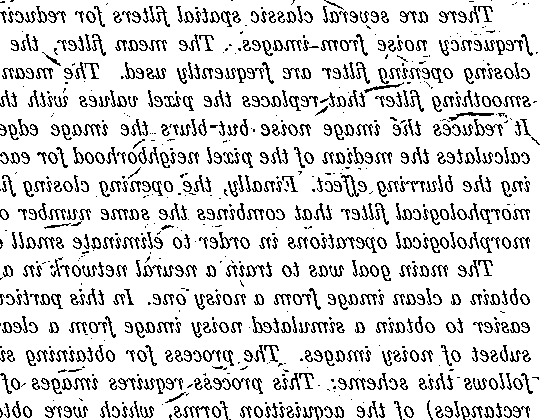 There are several classic spatial filters for reducin
frequency noise from images. The mean filter, the
closing opening filter are frequently used. The mean
smoothing filter that replaces the pixel values with th
It reduces the image noise but blurs the image edge
calculates the median of the pixel neighborhood for eac
ing the blurring effect. Finally, the opening closing fi
morphological filter that combines the same number o
morphological operations in order to eliminate small
The main goal was to train a neural network in a
obtain a clean image from a noisy one. In this particu
easier to obtain a simulated noisy image from a clea
subset of noisy images. The process for obtaining si
follows this scheme: This process requires images of
rectangles) of the acquisition forms, which were obt